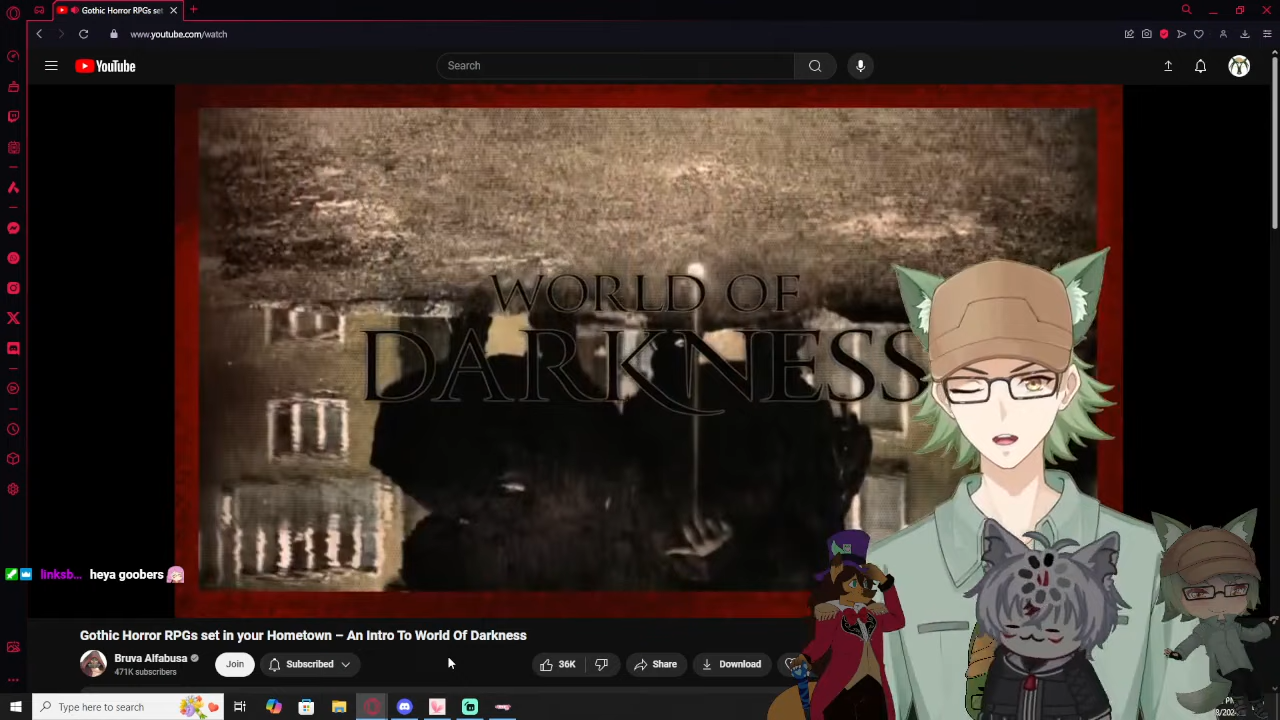 Gothic Horror RPGs set
www.youtube.com/watch
YouTube
Search
WORLD OF
DARKNESS
linksb... heya goobers
Gothic Horror RPGs set in your Hometown – An Intro To World Of Darkness
Bruva Alfabusa
471K subscribers
Join
Subscribed
36K
Share
Download
Type here to search